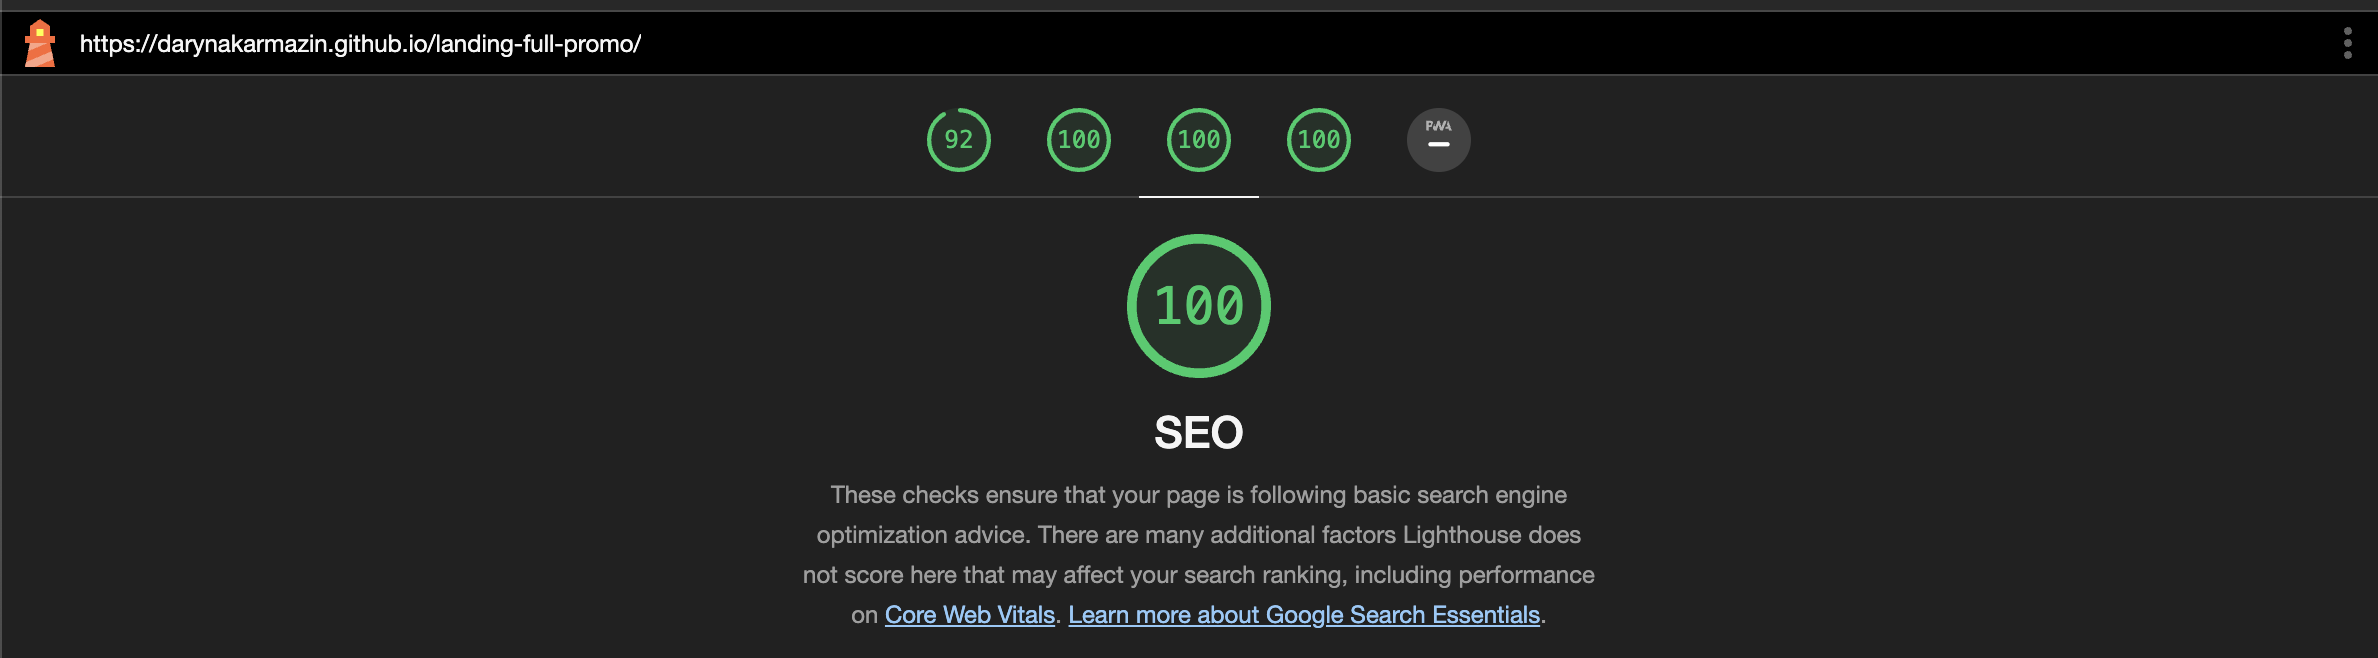 https://darynakarmazin.github.io/landing-full-promo/
92
100
100
100
PWA
100
SEO
These checks ensure that your page is following basic search engine
optimization advice. There are many additional factors Lighthouse does
not score here that may affect your search ranking, including performance
on Core Web Vitals. Learn more about Google Search Essentials.